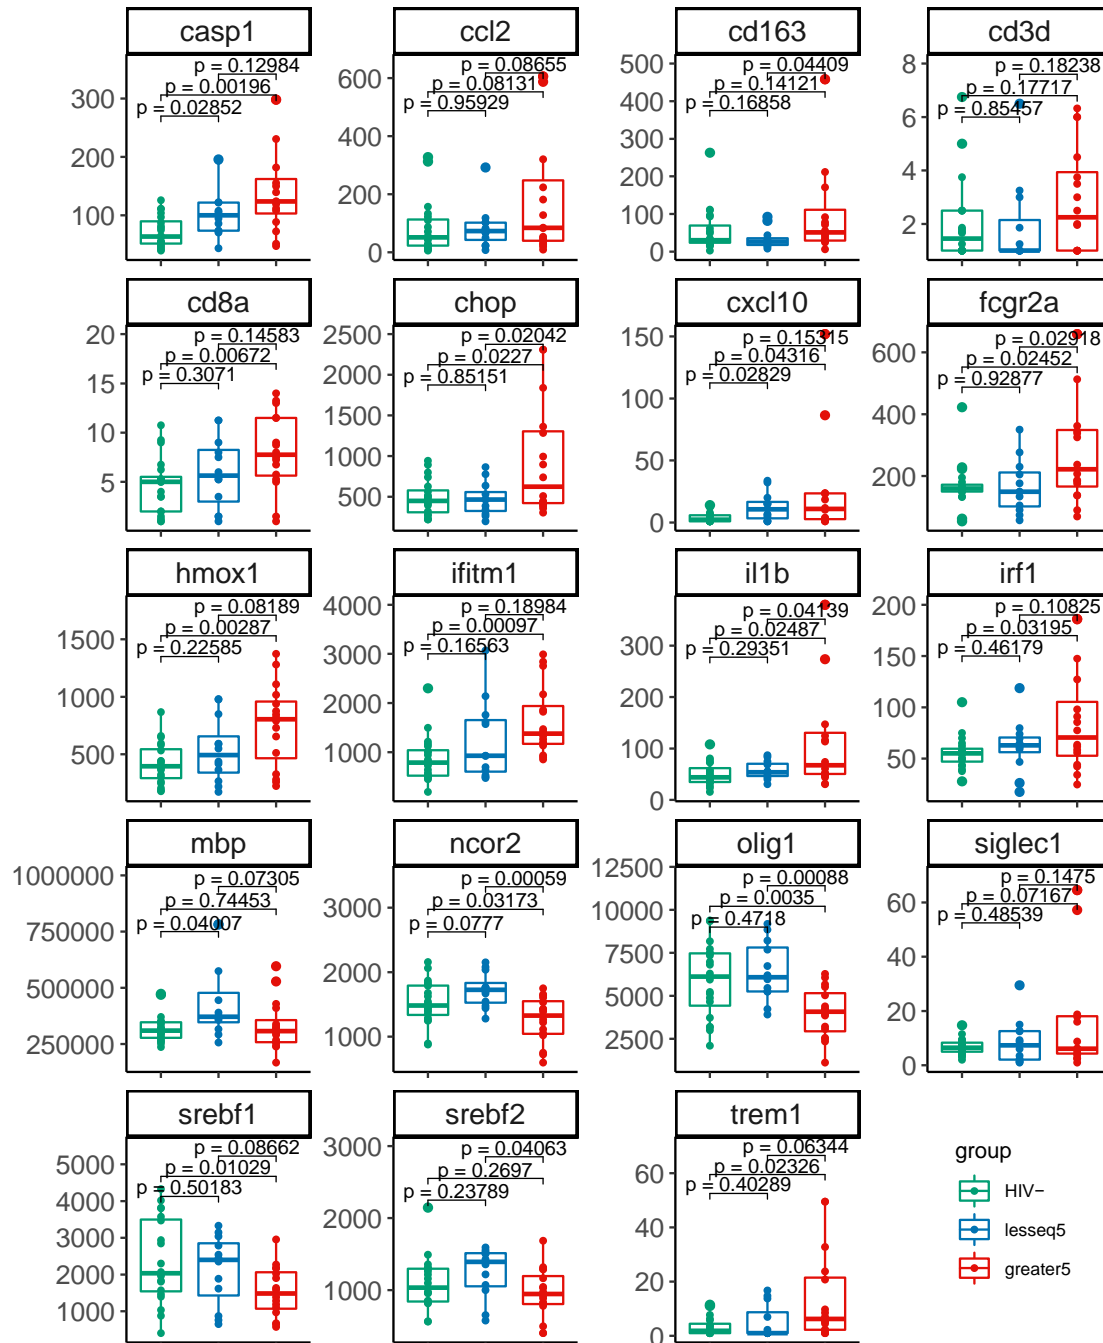 casp1
ccl2
cd163
cd3d
p = 0.12984
p = 0.00196
p = 0.02852
300
200
100
p = 0.08655
p = 0.08131
p = 0.95929
600
400
200
0
p = 0.04409
p = 0.14121
p = 0.16858
500
400
300
200
100
0
p = 0.18238
p = 0.17717
p = 0.85457
8
6
4
2
cd8a
chop
cxcl10
fcgr2a
p = 0.14583
p = 0.00672
p = 0.3071
20
15
10
5
p = 0.02042
p = 0.0227
p = 0.85151
2500
2000
1500
1000
500
p = 0.15315
p = 0.04316
p = 0.02829
150
100
50
0
p = 0.02918
p = 0.02452
p = 0.92877
600
400
200
hmox1
ifitm1
il1b
irf1
p = 0.08189
p = 0.00287
p = 0.22585
1500
1000
500
p = 0.18984
p = 0.00097
p = 0.16563
4000
3000
2000
1000
p = 0.04139
p = 0.02487
p = 0.29351
300
200
100
0
p = 0.10825
p = 0.03195
p = 0.46179
200
150
100
50
mbp
ncor2
olig1
siglec1
p = 0.07305
p = 0.74453
p = 0.04007
1000000
750000
500000
250000
p = 0.00059
p = 0.03173
p = 0.0777
3000
2000
1000
p = 0.00088
p = 0.0035
p = 0.4718
12500
10000
7500
5000
2500
p = 0.1475
p = 0.07167
p = 0.48539
60
40
20
0
srebf1
srebf2
trem1
p = 0.08662
p = 0.01029
p = 0.50183
5000
4000
3000
2000
1000
p = 0.04063
p = 0.2697
p = 0.23789
3000
2000
1000
p = 0.06344
p = 0.02326
p = 0.40289
60
40
20
0
group
HIV−
lesseq5
greater5